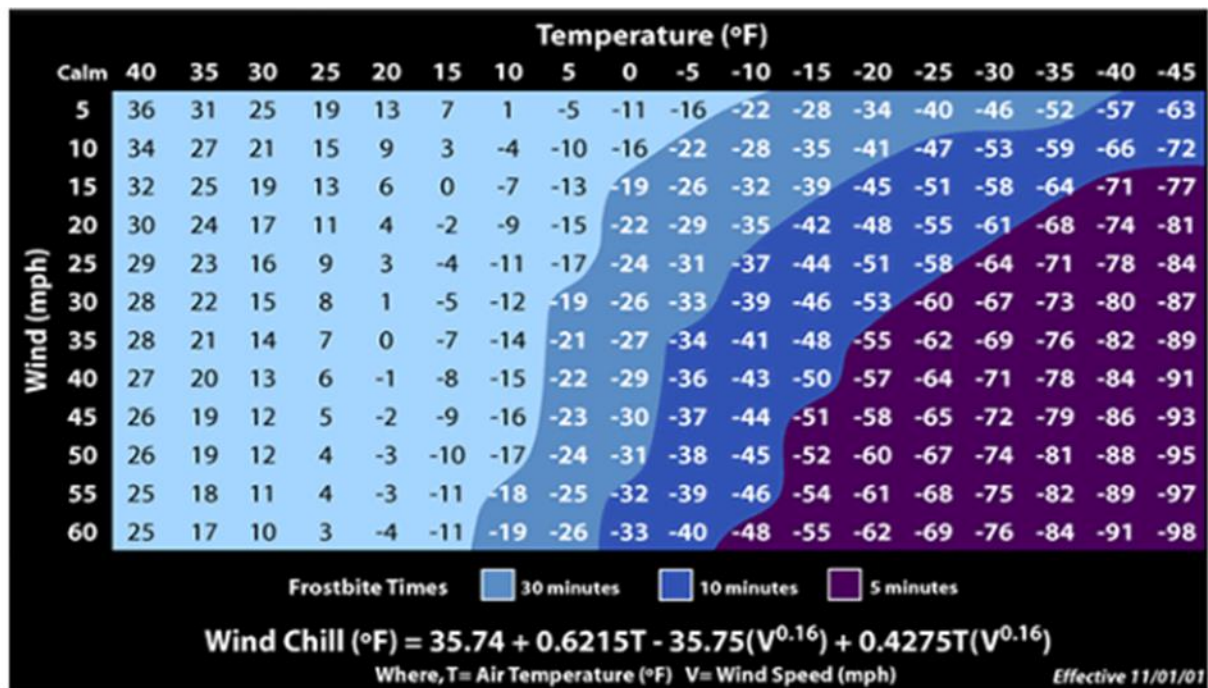 Temperature (ºF)
Calm 40 35 30 25 20 15 10 5 0 -5 -10 -15 -20 -25 -30 -35 -40 -45
5 36 31 25 19 13 7 1 -5 -11 -16 -22 -28 -34 -40 -46 -52 -57 -63
10 34 27 21 15 9 3 -4 -10 -16 -22 -28 -35 -41 -47 -53 -59 -66 -72
15 32 25 19 13 6 0 -7 -13 -19 -26 -32 -39 -45 -51 -58 -64 -71 -77
20 30 24 17 11 4 -2 -9 -15 -22 -29 -35 -42 -48 -55 -61 -68 -74 -81
25 29 23 16 9 3 -4 -11 -17 -24 -31 -37 -44 -51 -58 -64 -71 -78 -84
30 28 22 15 8 1 -5 -12 -19 -26 -33 -39 -46 -53 -60 -67 -73 -80 -87
35 28 21 14 7 0 -7 -14 -21 -27 -34 -41 -48 -55 -62 -69 -76 -82 -89
40 27 20 13 6 -1 -8 -15 -22 -29 -36 -43 -50 -57 -64 -71 -78 -84 -91
45 26 19 12 5 -2 -9 -16 -23 -30 -37 -44 -51 -58 -65 -72 -79 -86 -93
50 26 19 12 4 -3 -10 -17 -24 -31 -38 -45 -52 -60 -67 -74 -81 -88 -95
55 25 18 11 4 -3 -11 -18 -25 -32 -39 -46 -54 -61 -68 -75 -82 -89 -97
60 25 17 10 3 -4 -11 -19 -26 -33 -40 -48 -55 -62 -69 -76 -84 -91 -98
Wind (mph)
Frostbite Times 30 minutes 10 minutes 5 minutes
Wind Chill (ºF) = 35.74 + 0.6215T - 35.75(V^0.16) + 0.4275T(V^0.16)
Where, T= Air Temperature (ºF) V= Wind Speed (mph) Effective 11/01/01